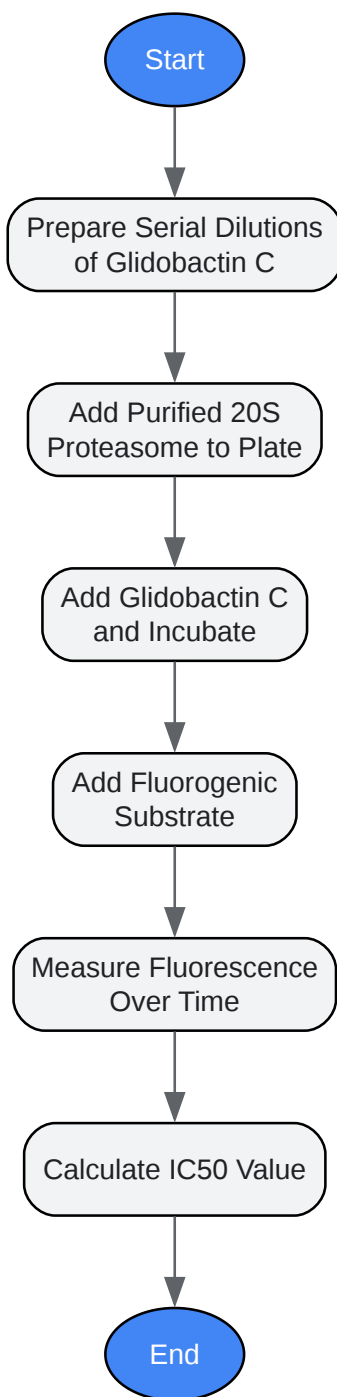 Start
Prepare Serial Dilutions
of Glidobactin C
Add Purified 20S
Proteasome to Plate
Add Glidobactin C
and Incubate
Add Fluorogenic
Substrate
Measure Fluorescence
Over Time
Calculate IC50 Value
End